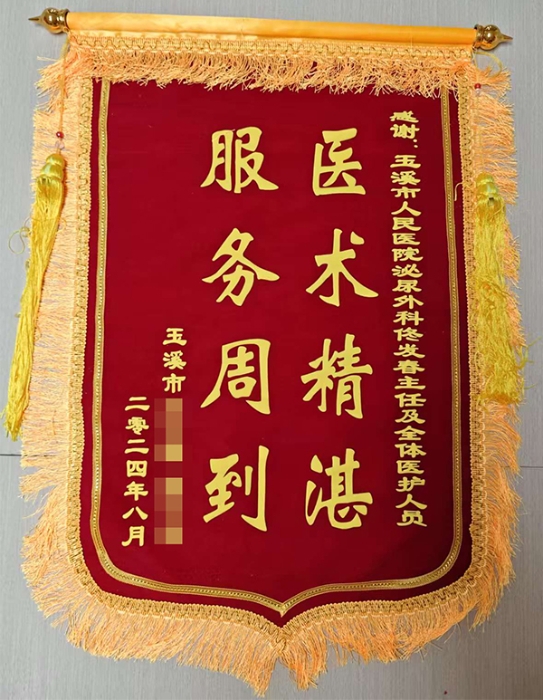 感谢：玉溪市人民医院泌尿外科佟发春主任及全体医护人员
医术精湛
服务周到
玉溪市
二零二四年八月